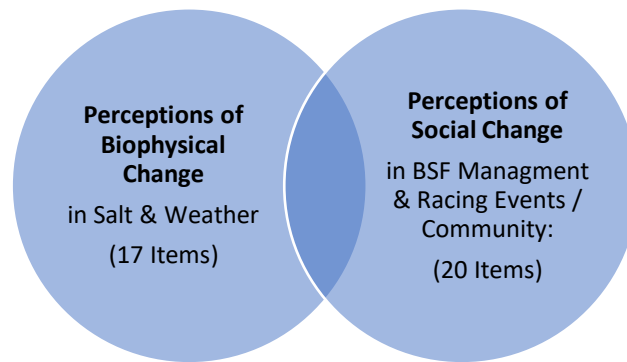 Perceptions of
Biophysical
Change
in Salt & Weather
(17 Items)
Perceptions of
Social Change
in BSF Managment
& Racing Events /
Community:
(20 Items)